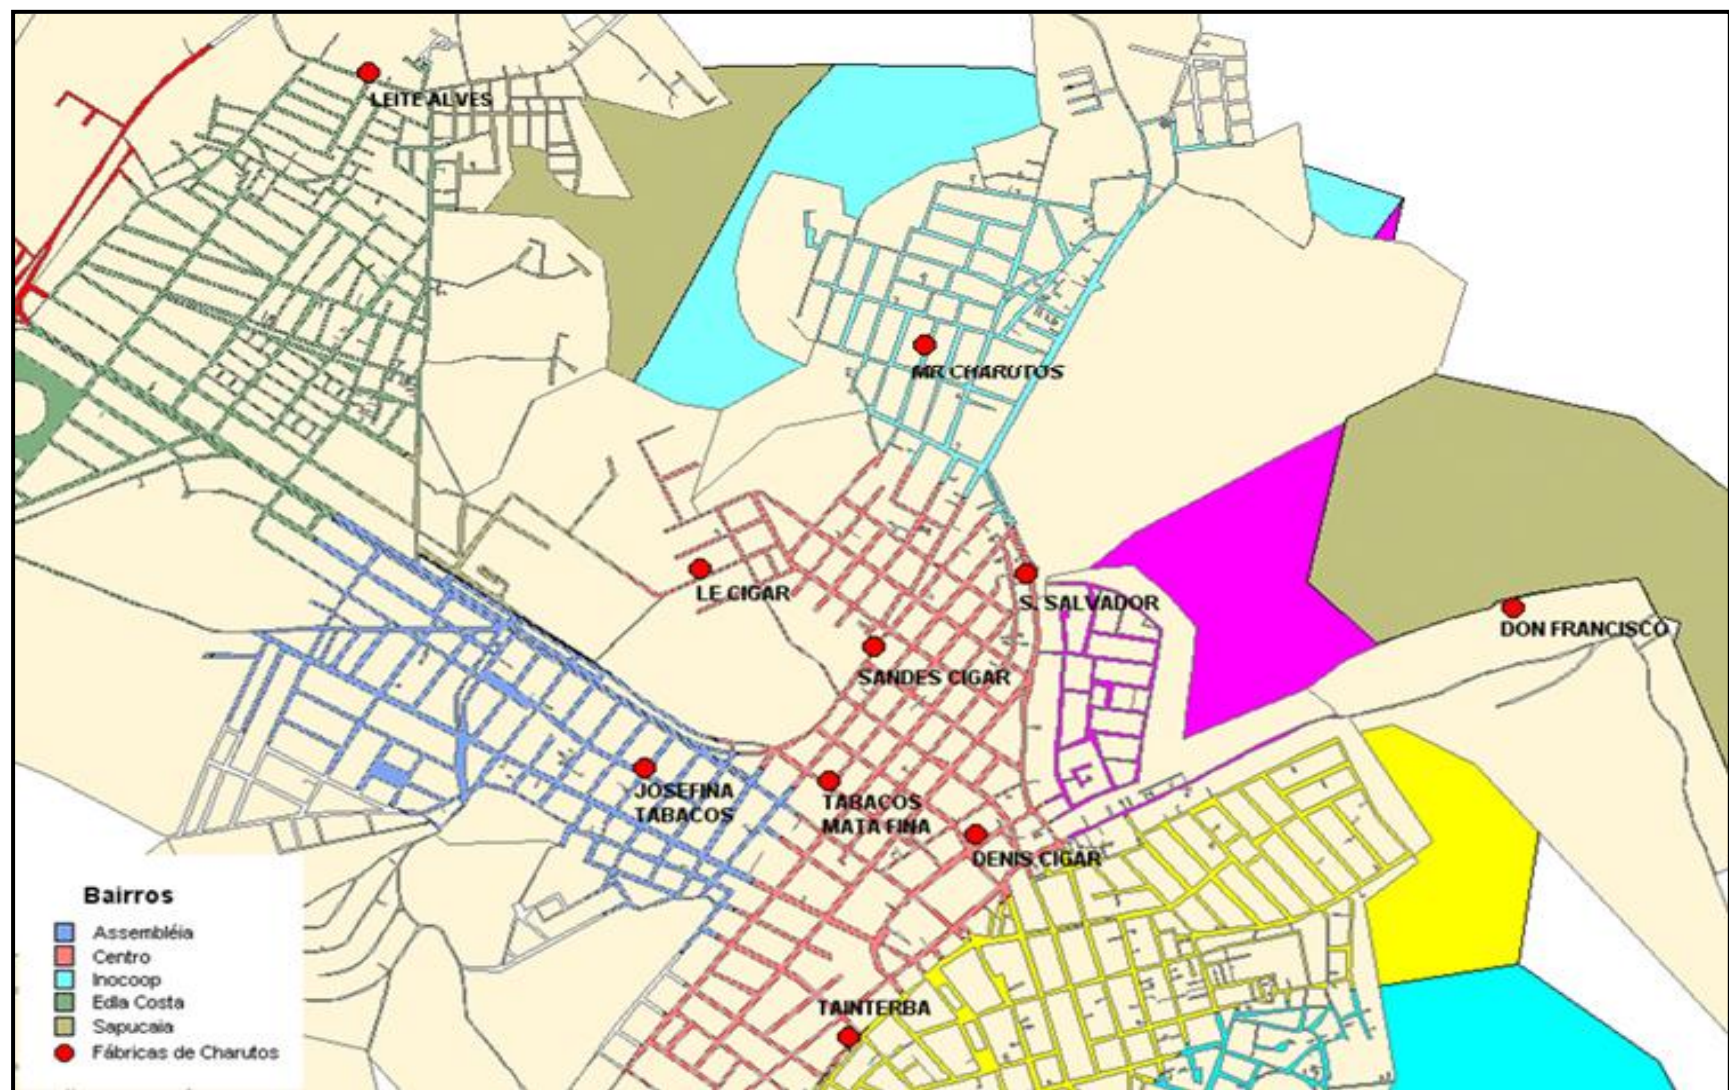 LEITE ALVES
MR CHARUTOS
LE CIGAR
S. SALVADOR
DON FRANCISCO
SANDES CIGAR
JOSEFINA
TABACOS
TABACOS
MATA FINA
DENIS CIGAR
TAINTERBA
Bairros
Assembléia
Centro
Inocoop
Edla Costa
Sapucaia
Fábricas de Charutos